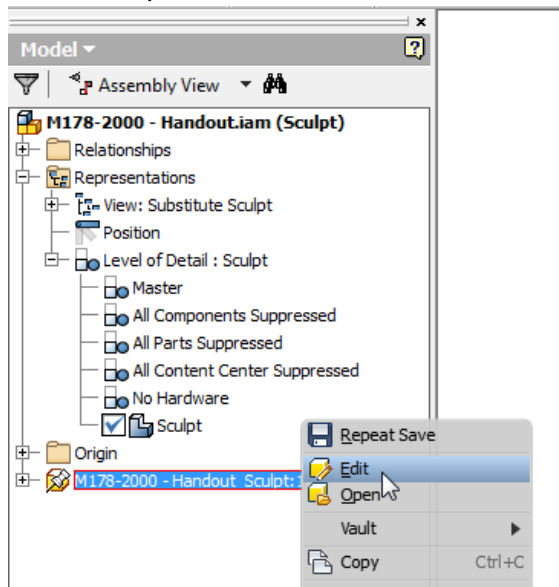 x
Model
?
Assembly View
M178-2000 - Handout.iam (Sculpt)
Relationships
Representations
View: Substitute Sculpt
Position
Level of Detail : Sculpt
Master
All Components Suppressed
All Parts Suppressed
All Content Center Suppressed
No Hardware
Sculpt
Origin
M178-2000 - Handout_Sculpt:
Repeat Save
Edit
Open
Vault
Copy Ctrl+C